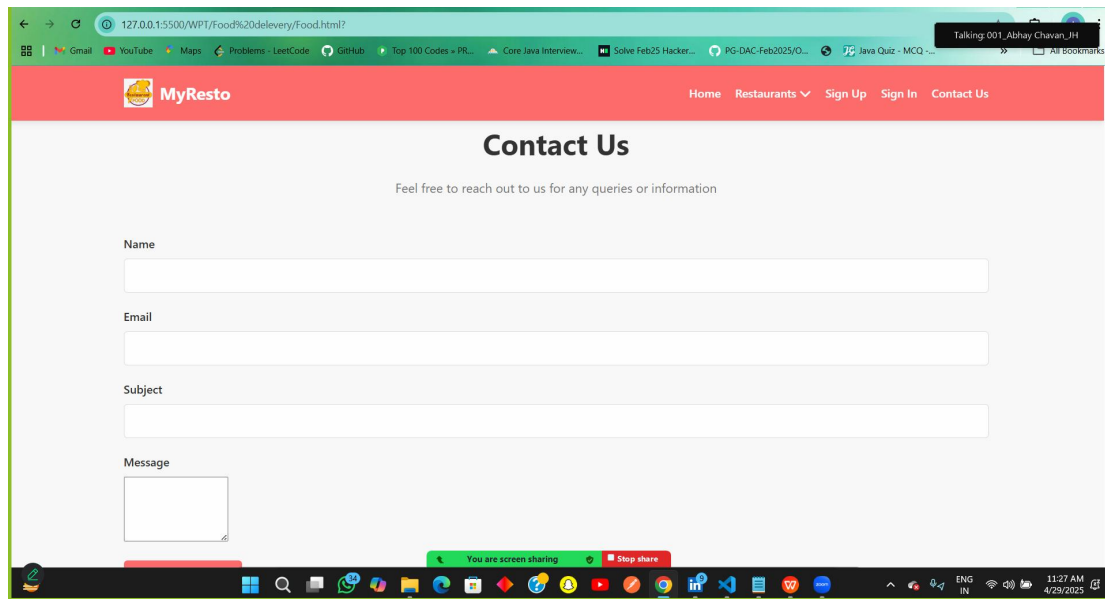 127.0.0.1:5500/WPT/Food%20delevery/Food.html?
Talking: 001_Abhay Chavan_JH
Gmail YouTube Maps Problems - LeetCode GitHub Top 100 Codes » PR... Core Java Interview... Solve Feb25 Hacker... PG-DAC-Feb2025/O... Java Quiz - MCQ -... » All Bookmarks
MyResto Home Restaurants Sign Up Sign In Contact Us
Contact Us
Feel free to reach out to us for any queries or information
Name
Email
Subject
Message
You are screen sharing Stop share
34
ENG
IN
11:27 AM
4/29/2025